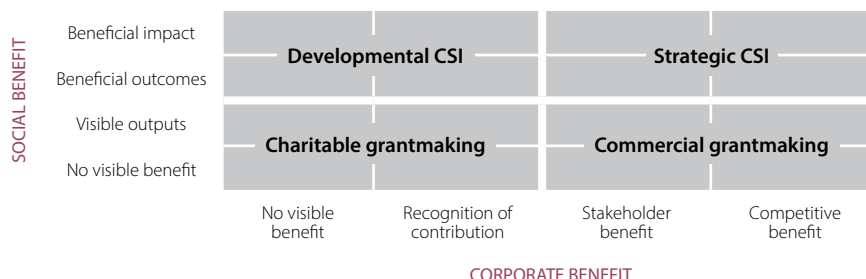 SOCIAL BENEFIT
Beneficial impact
Beneficial outcomes
Visible outputs
No visible benefit
Developmental CSI
Strategic CSI
Charitable grantmaking
Commercial grantmaking
No visible
benefit
Recognition of
contribution
Stakeholder
benefit
Competitive
benefit
CORPORATE BENEFIT